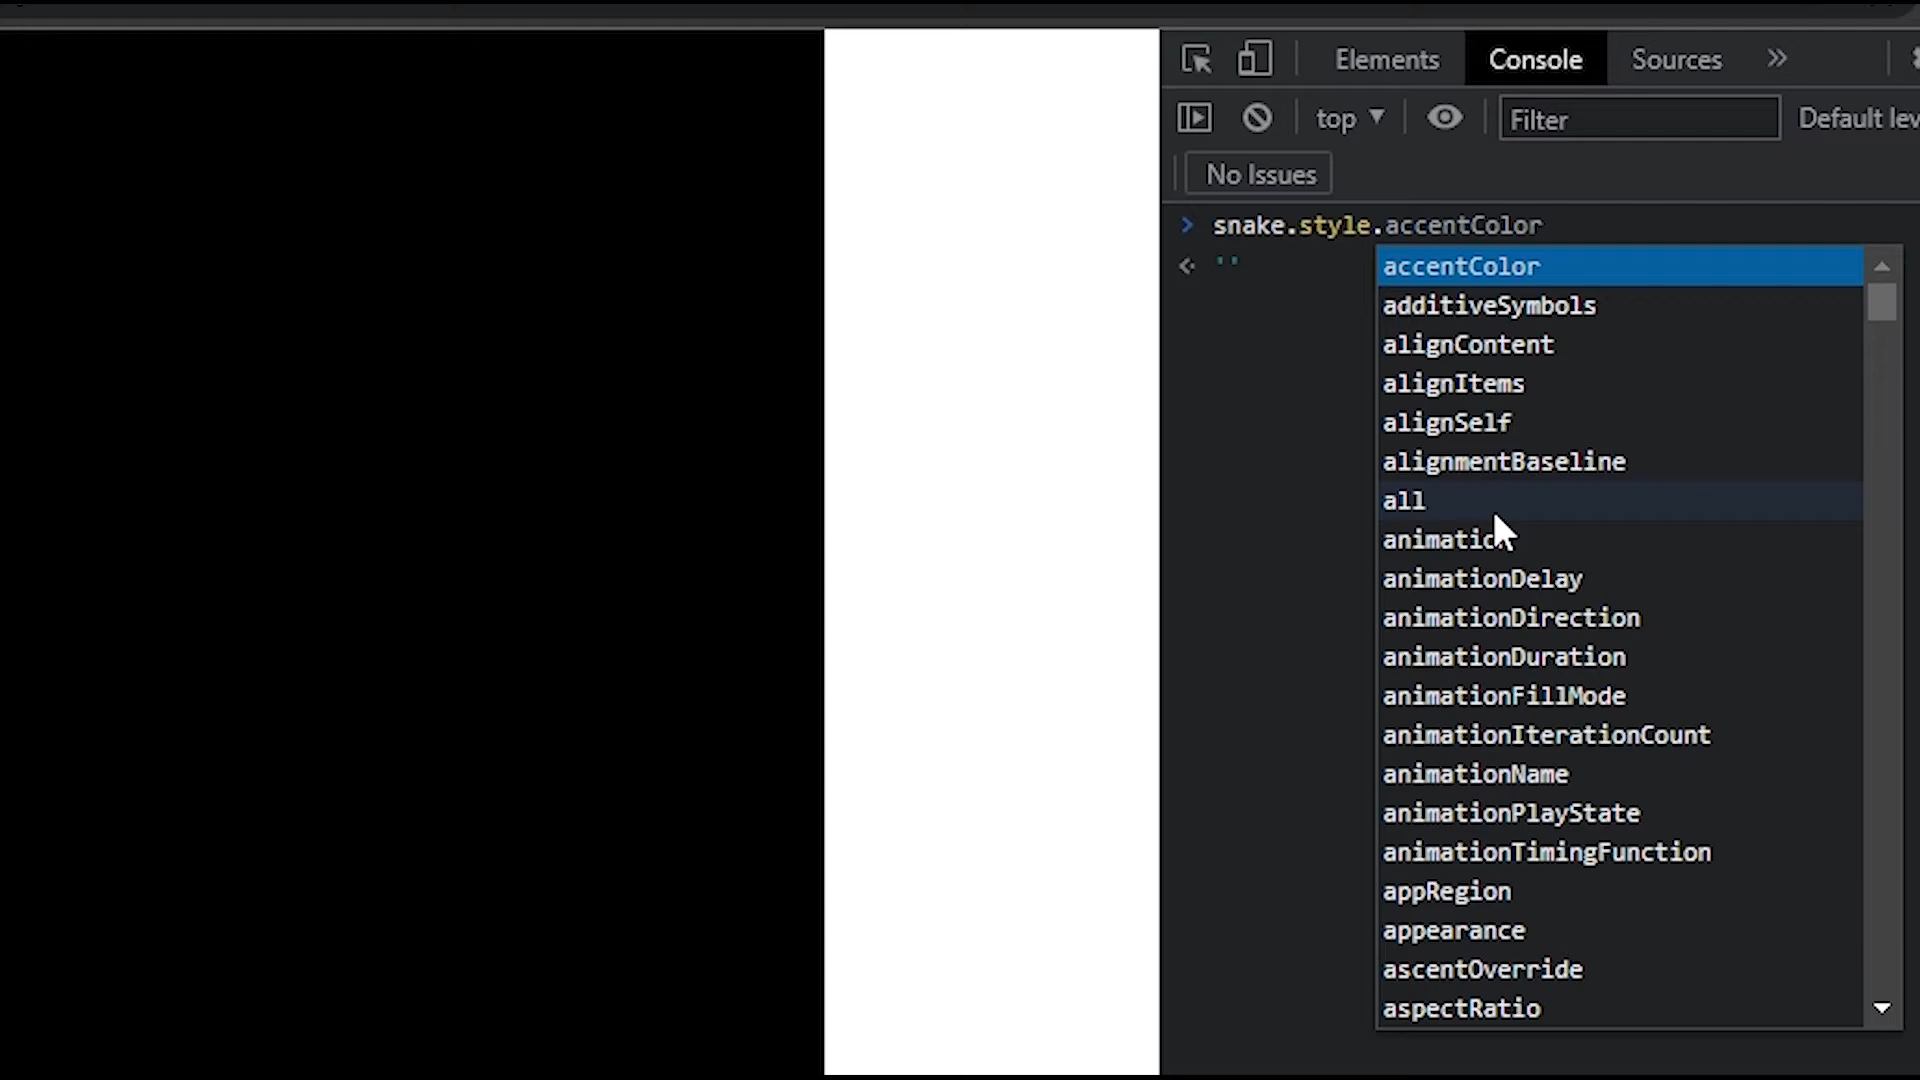 Elements Console Sources »
top ▼ Filter Default lev
No Issues
> snake.style.accentColor
''
accentColor
additiveSymbols
alignContent
alignItems
alignSelf
alignmentBaseline
all
animation
animationDelay
animationDirection
animationDuration
animationFillMode
animationIterationCount
animationName
animationPlayState
animationTimingFunction
appRegion
appearance
ascentOverride
aspectRatio